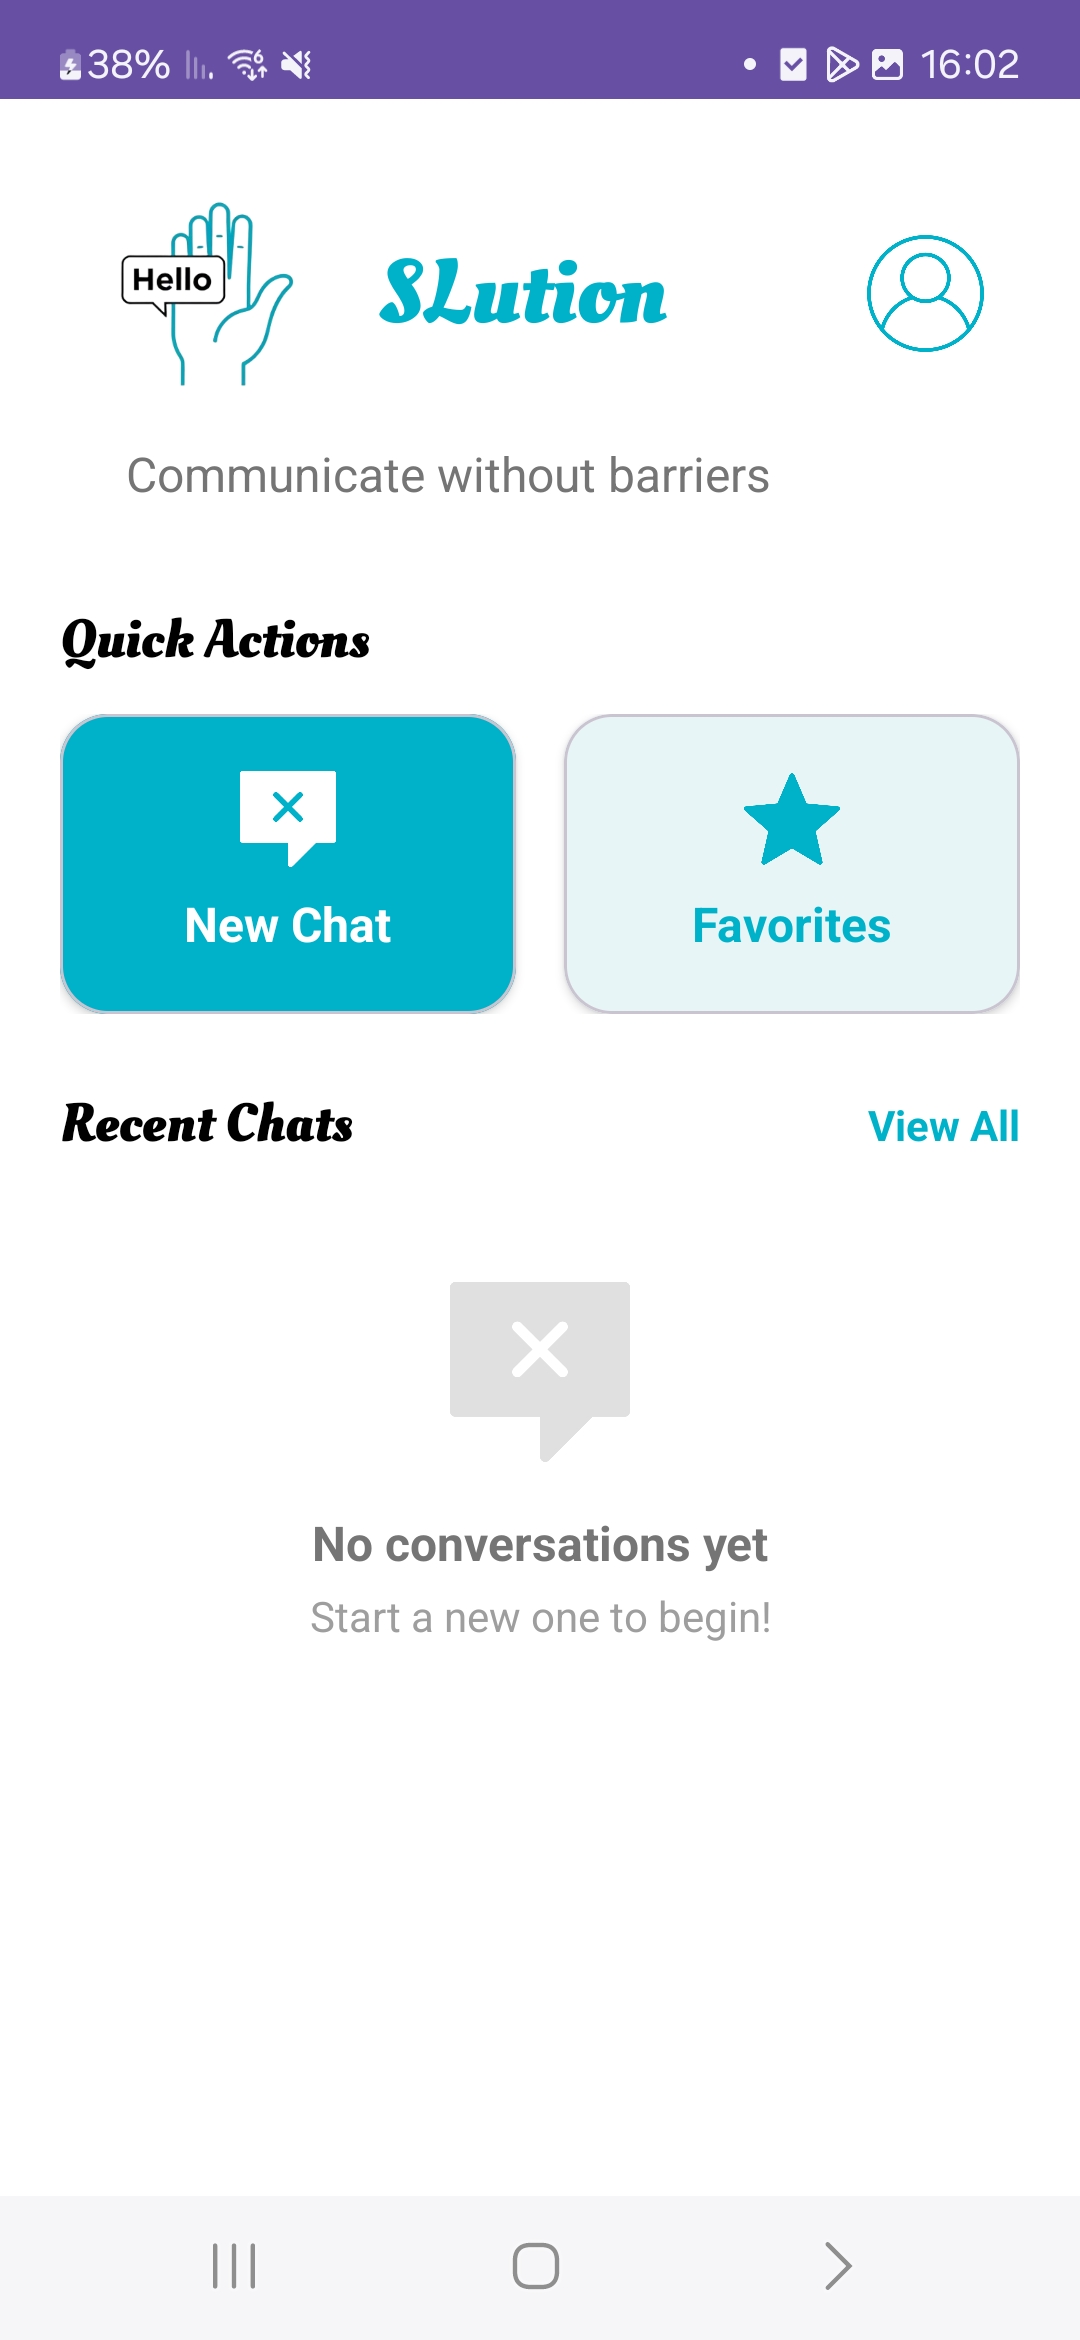 38%
16:02
Hello
SLution
Communicate without barriers
Quick Actions
New Chat
Favorites
Recent Chats
View All
No conversations yet
Start a new one to begin!